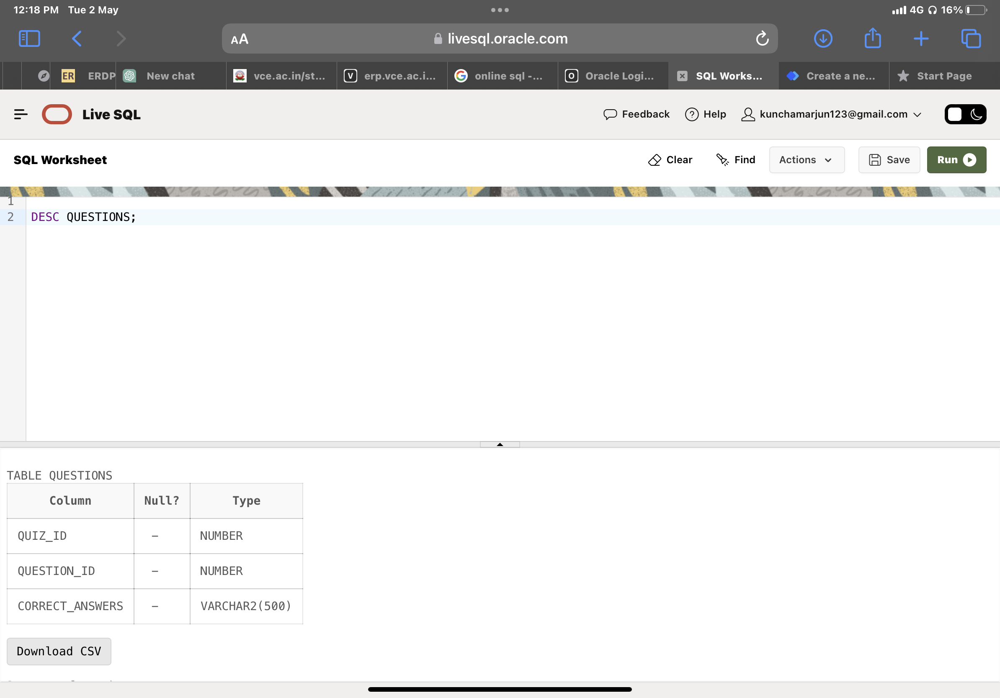 12:18 PM Tue 2 May
4G 16%
AA livesql.oracle.com
ER ERDP
New chat
vce.ac.in/st...
V erp.vce.ac.i...
G online sql -...
O Oracle Logi...
SQL Works...
Create a ne...
Start Page
Live SQL
Feedback
? Help
kunchamarjun123@gmail.com
SQL Worksheet
Clear
Find
Actions
Save
Run
1
2 DESC QUESTIONS;
TABLE QUESTIONS
Column Null? Type
QUIZ_ID – NUMBER
QUESTION_ID – NUMBER
CORRECT_ANSWERS – VARCHAR2(500)
Download CSV